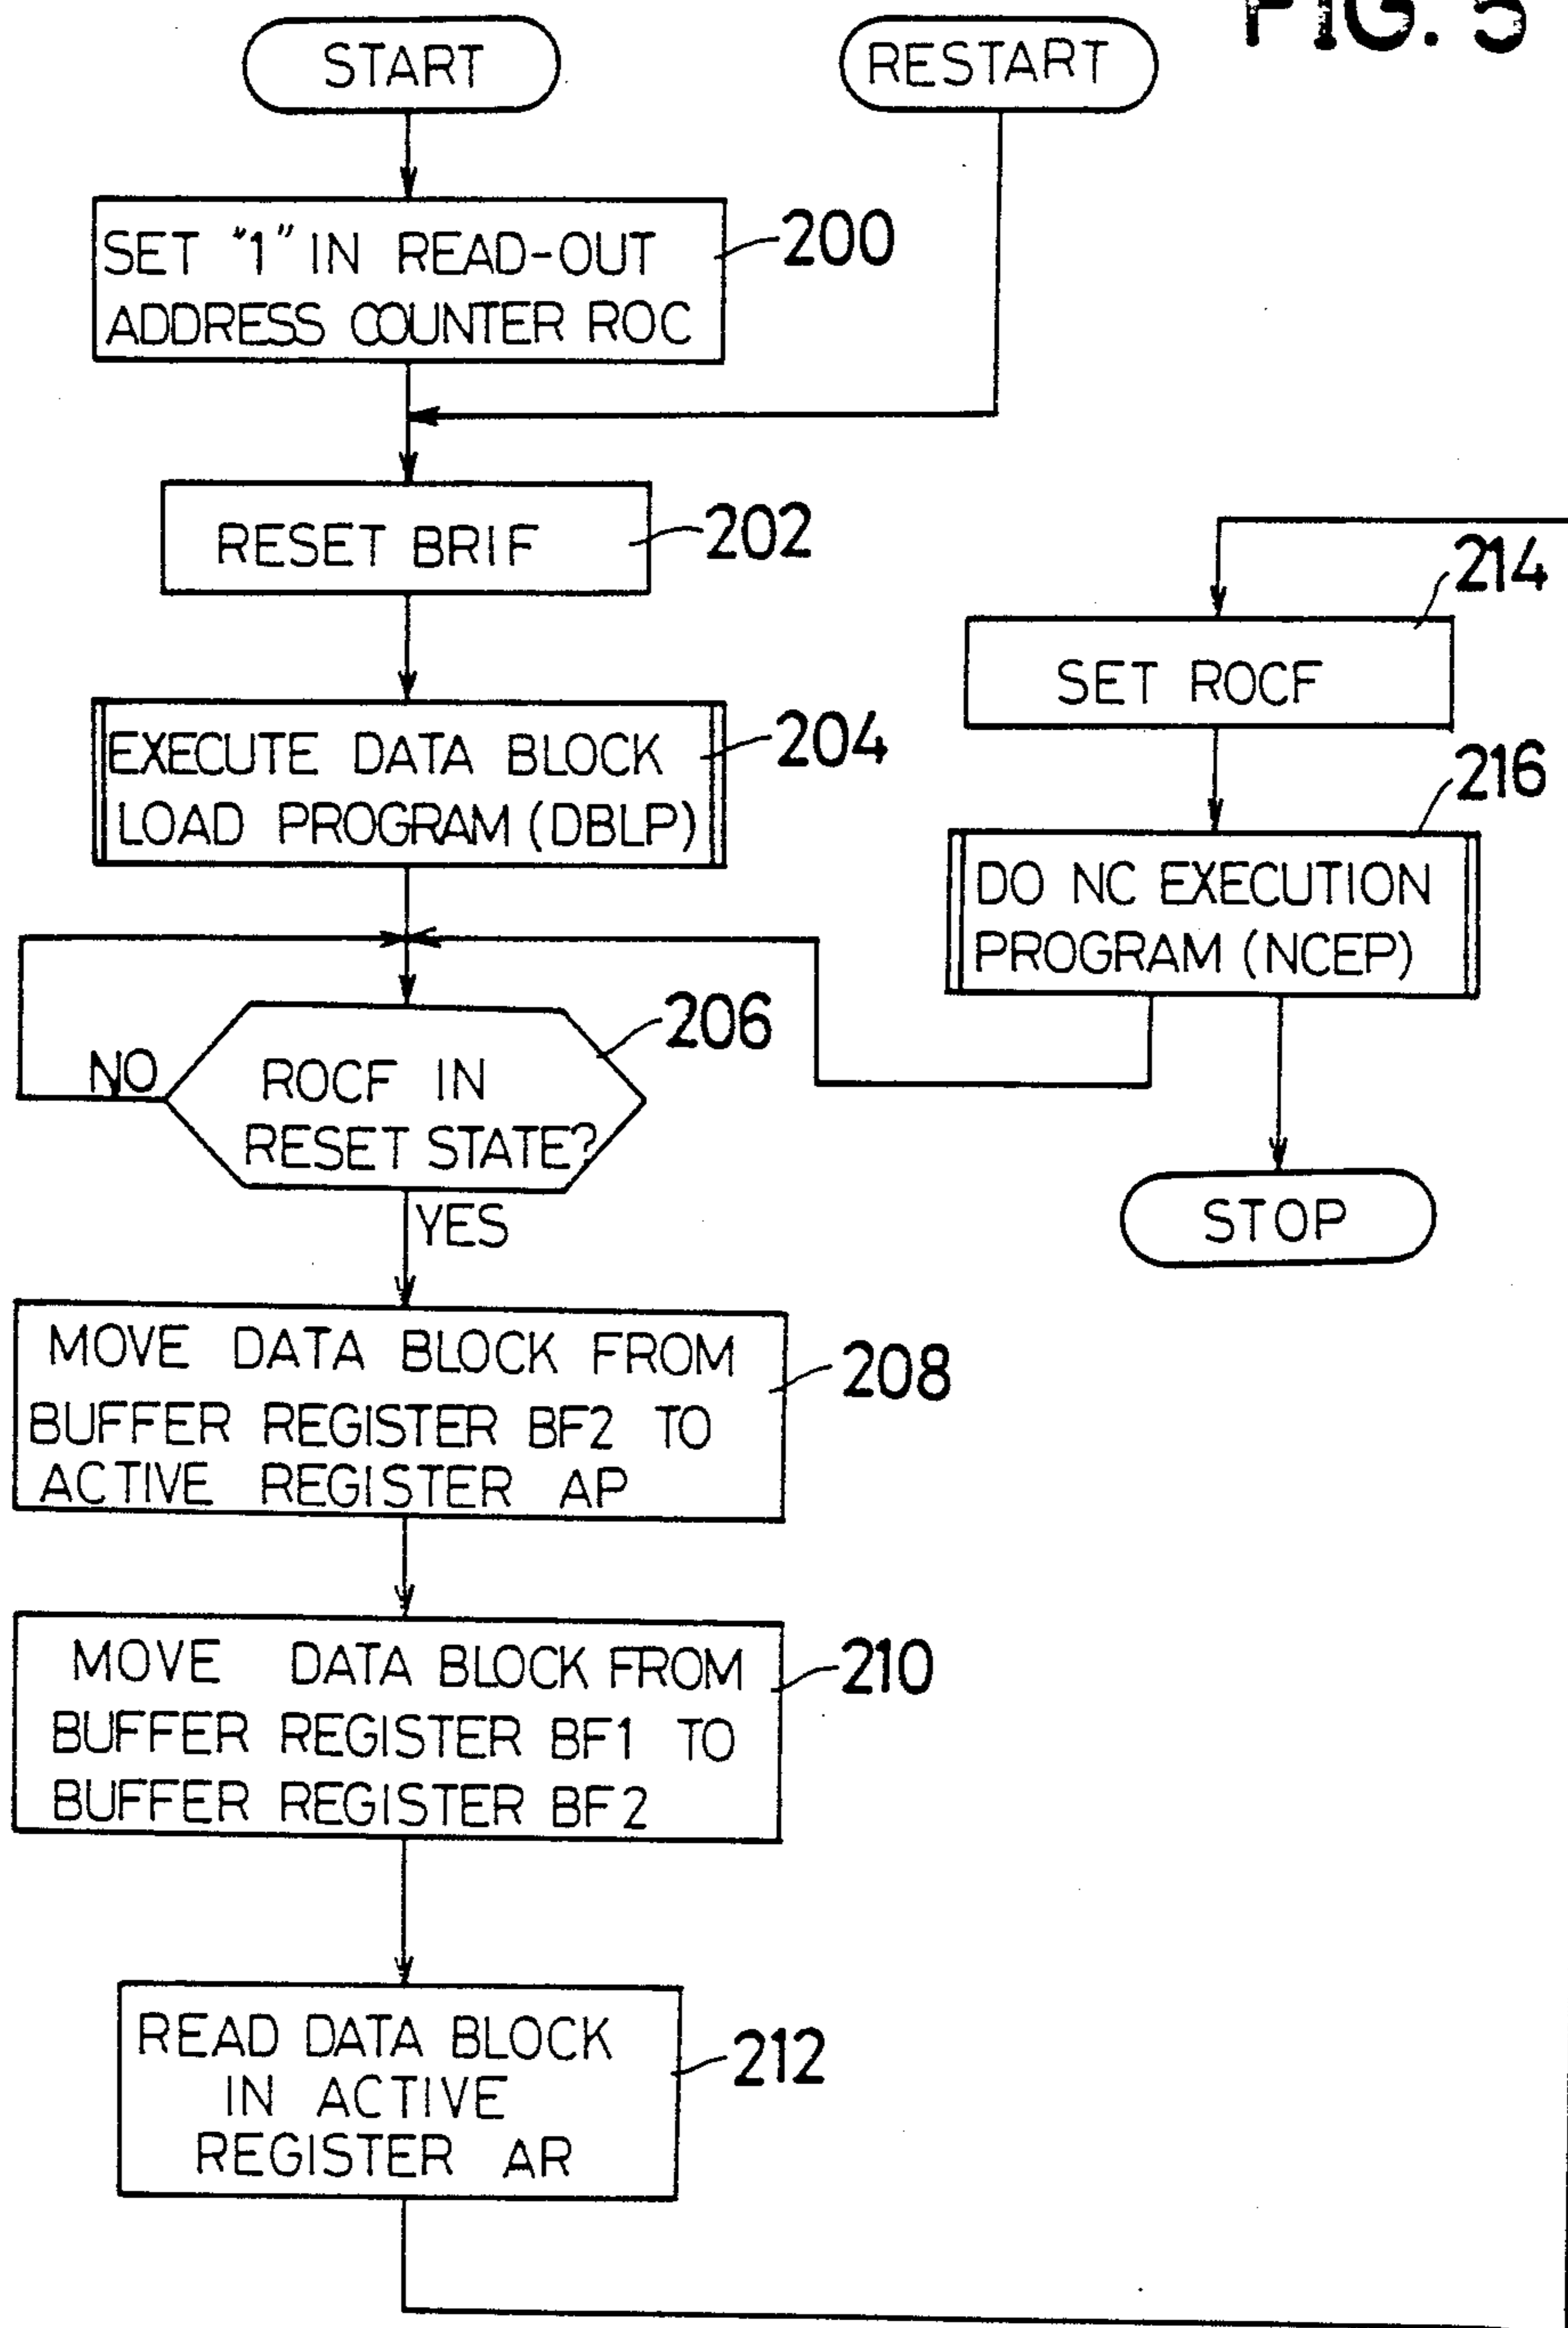 FIG. 5
START
RESTART
SET "1" IN READ-OUT
ADDRESS COUNTER ROC
200
RESET BRIF
202
EXECUTE DATA BLOCK
LOAD PROGRAM (DBLP)
204
NO
ROCF IN
RESET STATE?
206
YES
MOVE DATA BLOCK FROM
BUFFER REGISTER BF2 TO
ACTIVE REGISTER AP
208
MOVE DATA BLOCK FROM
BUFFER REGISTER BF1 TO
BUFFER REGISTER BF2
210
READ DATA BLOCK
IN ACTIVE
REGISTER AR
212
214
SET ROCF
216
DO NC EXECUTION
PROGRAM (NCEP)
STOP